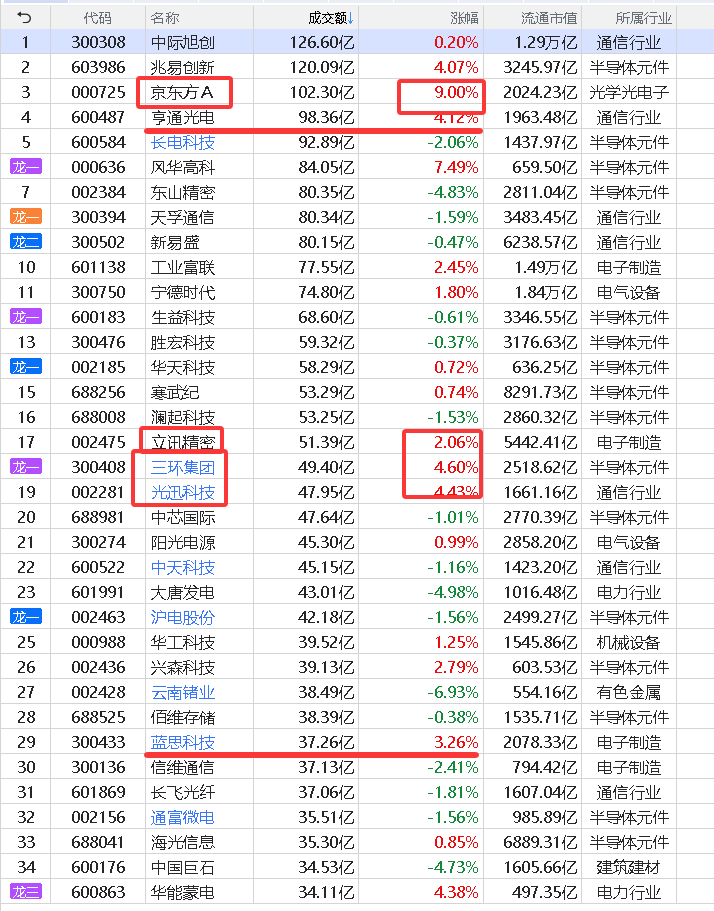 代码 名称 成交额↓ 涨幅 流通市值 所属行业
1 300308 中际旭创 126.60亿 0.20% 1.29万亿 通信行业
2 603986 兆易创新 120.09亿 4.07% 3245.97亿 半导体元件
3 000725 京东方A 102.30亿 9.00% 2024.23亿 光学光电子
4 600487 亨通光电 98.36亿 4.12% 1963.48亿 通信行业
5 600584 长电科技 92.89亿 -2.06% 1437.97亿 半导体元件
龙一 000636 风华高科 84.05亿 7.49% 659.50亿 半导体元件
7 002384 东山精密 80.35亿 -4.83% 2811.04亿 半导体元件
龙一 300394 天孚通信 80.34亿 -1.59% 3483.45亿 通信行业
龙二 300502 新易盛 80.15亿 -0.47% 6238.57亿 通信行业
10 601138 工业富联 77.55亿 2.45% 1.49万亿 电子制造
11 300750 宁德时代 74.80亿 1.80% 1.84万亿 电气设备
龙一 600183 生益科技 68.60亿 -0.61% 3346.55亿 半导体元件
13 300476 胜宏科技 59.32亿 -0.37% 3176.63亿 半导体元件
龙一 002185 华天科技 58.29亿 0.72% 636.25亿 半导体元件
15 688256 寒武纪 53.29亿 0.74% 8291.73亿 半导体元件
16 688008 澜起科技 53.25亿 -1.53% 2860.32亿 半导体元件
17 002475 立讯精密 51.39亿 2.06% 5442.41亿 电子制造
龙一 300408 三环集团 49.40亿 4.60% 2518.62亿 半导体元件
19 002281 光迅科技 47.95亿 4.43% 1661.16亿 通信行业
20 688981 中芯国际 47.64亿 -1.01% 2770.39亿 半导体元件
21 300274 阳光电源 45.30亿 0.99% 2858.20亿 电气设备
22 600522 中天科技 45.15亿 -1.16% 1423.20亿 通信行业
23 601991 大唐发电 43.01亿 -4.98% 1016.48亿 电力行业
龙一 002463 沪电股份 42.18亿 -1.56% 2499.27亿 半导体元件
25 000988 华工科技 39.52亿 1.25% 1545.86亿 机械设备
26 002436 兴森科技 39.13亿 2.79% 603.53亿 半导体元件
27 002428 云南锗业 38.49亿 -6.93% 554.16亿 有色金属
28 688525 佰维存储 38.39亿 -0.38% 1535.71亿 半导体元件
29 300433 蓝思科技 37.26亿 3.26% 2078.33亿 电子制造
30 300136 信维通信 37.13亿 -2.41% 794.42亿 电子制造
31 601869 长飞光纤 37.06亿 -1.81% 1607.04亿 通信行业
32 002156 通富微电 35.51亿 -1.56% 985.89亿 半导体元件
33 688041 海光信息 35.30亿 0.85% 6889.31亿 半导体元件
34 600176 中国巨石 34.53亿 -4.73% 1605.66亿 建筑建材
龙三 600863 华能蒙电 34.11亿 4.38% 497.35亿 电力行业